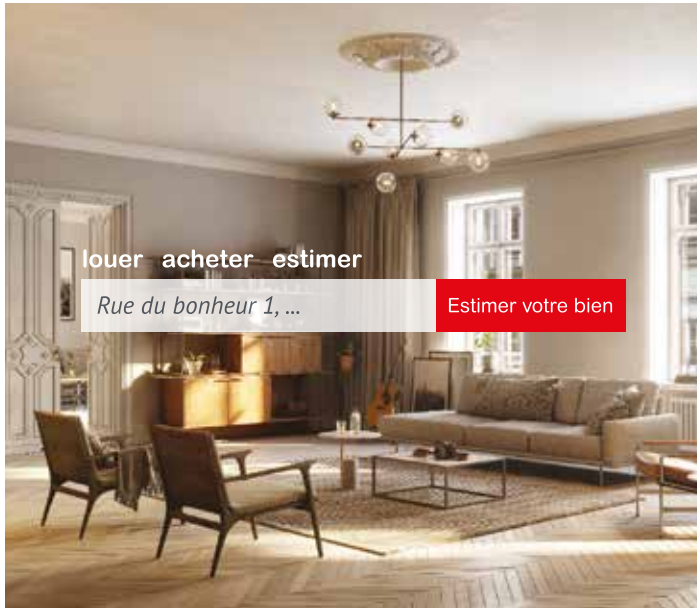 louer acheter estimer
Rue du bonheur 1, ...
Estimer votre bien